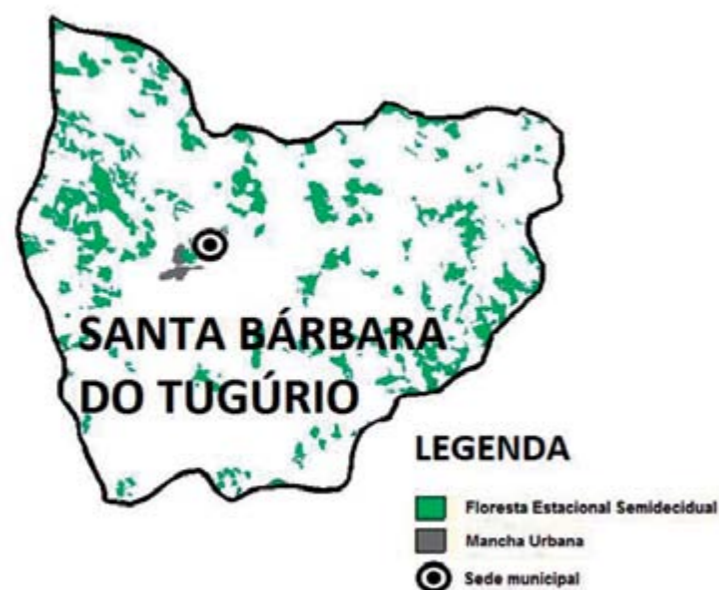 SANTA BÁRBARA
DO TUGÚRIO
LEGENDA
Floresta Estacional Semidecidual
Mancha Urbana
Sede municipal